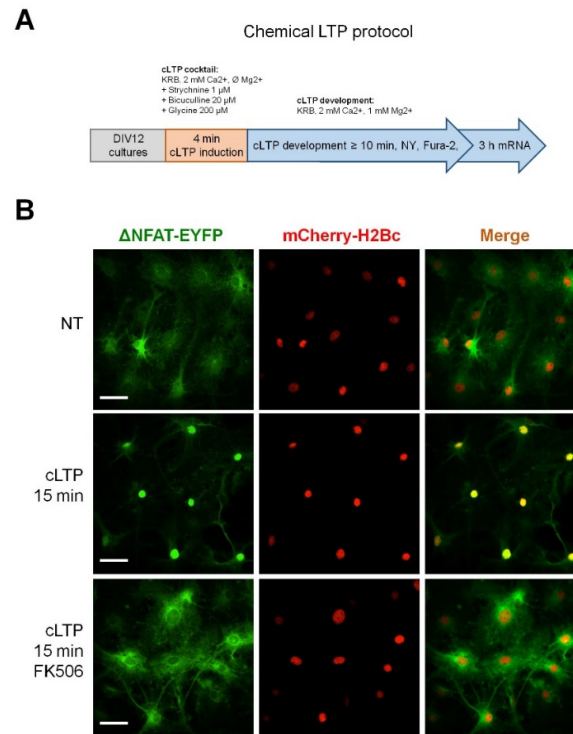 A
Chemical LTP protocol
cLTP cocktail:
KRB, 2 mM Ca2+, Ø Mg2+
+ Strychnine 1 µM
+ Bicuculline 20 µM
+ Glycine 200 µM
cLTP development:
KRB, 2 mM Ca2+, 1 mM Mg2+
DIV12
cultures
4 min
cLTP induction
cLTP development ≥ 10 min, NY, Fura-2,
3 h mRNA
B
ΔNFAT-EYFP
mCherry-H2Bc
Merge
NT
cLTP
15 min
cLTP
15 min
FK506